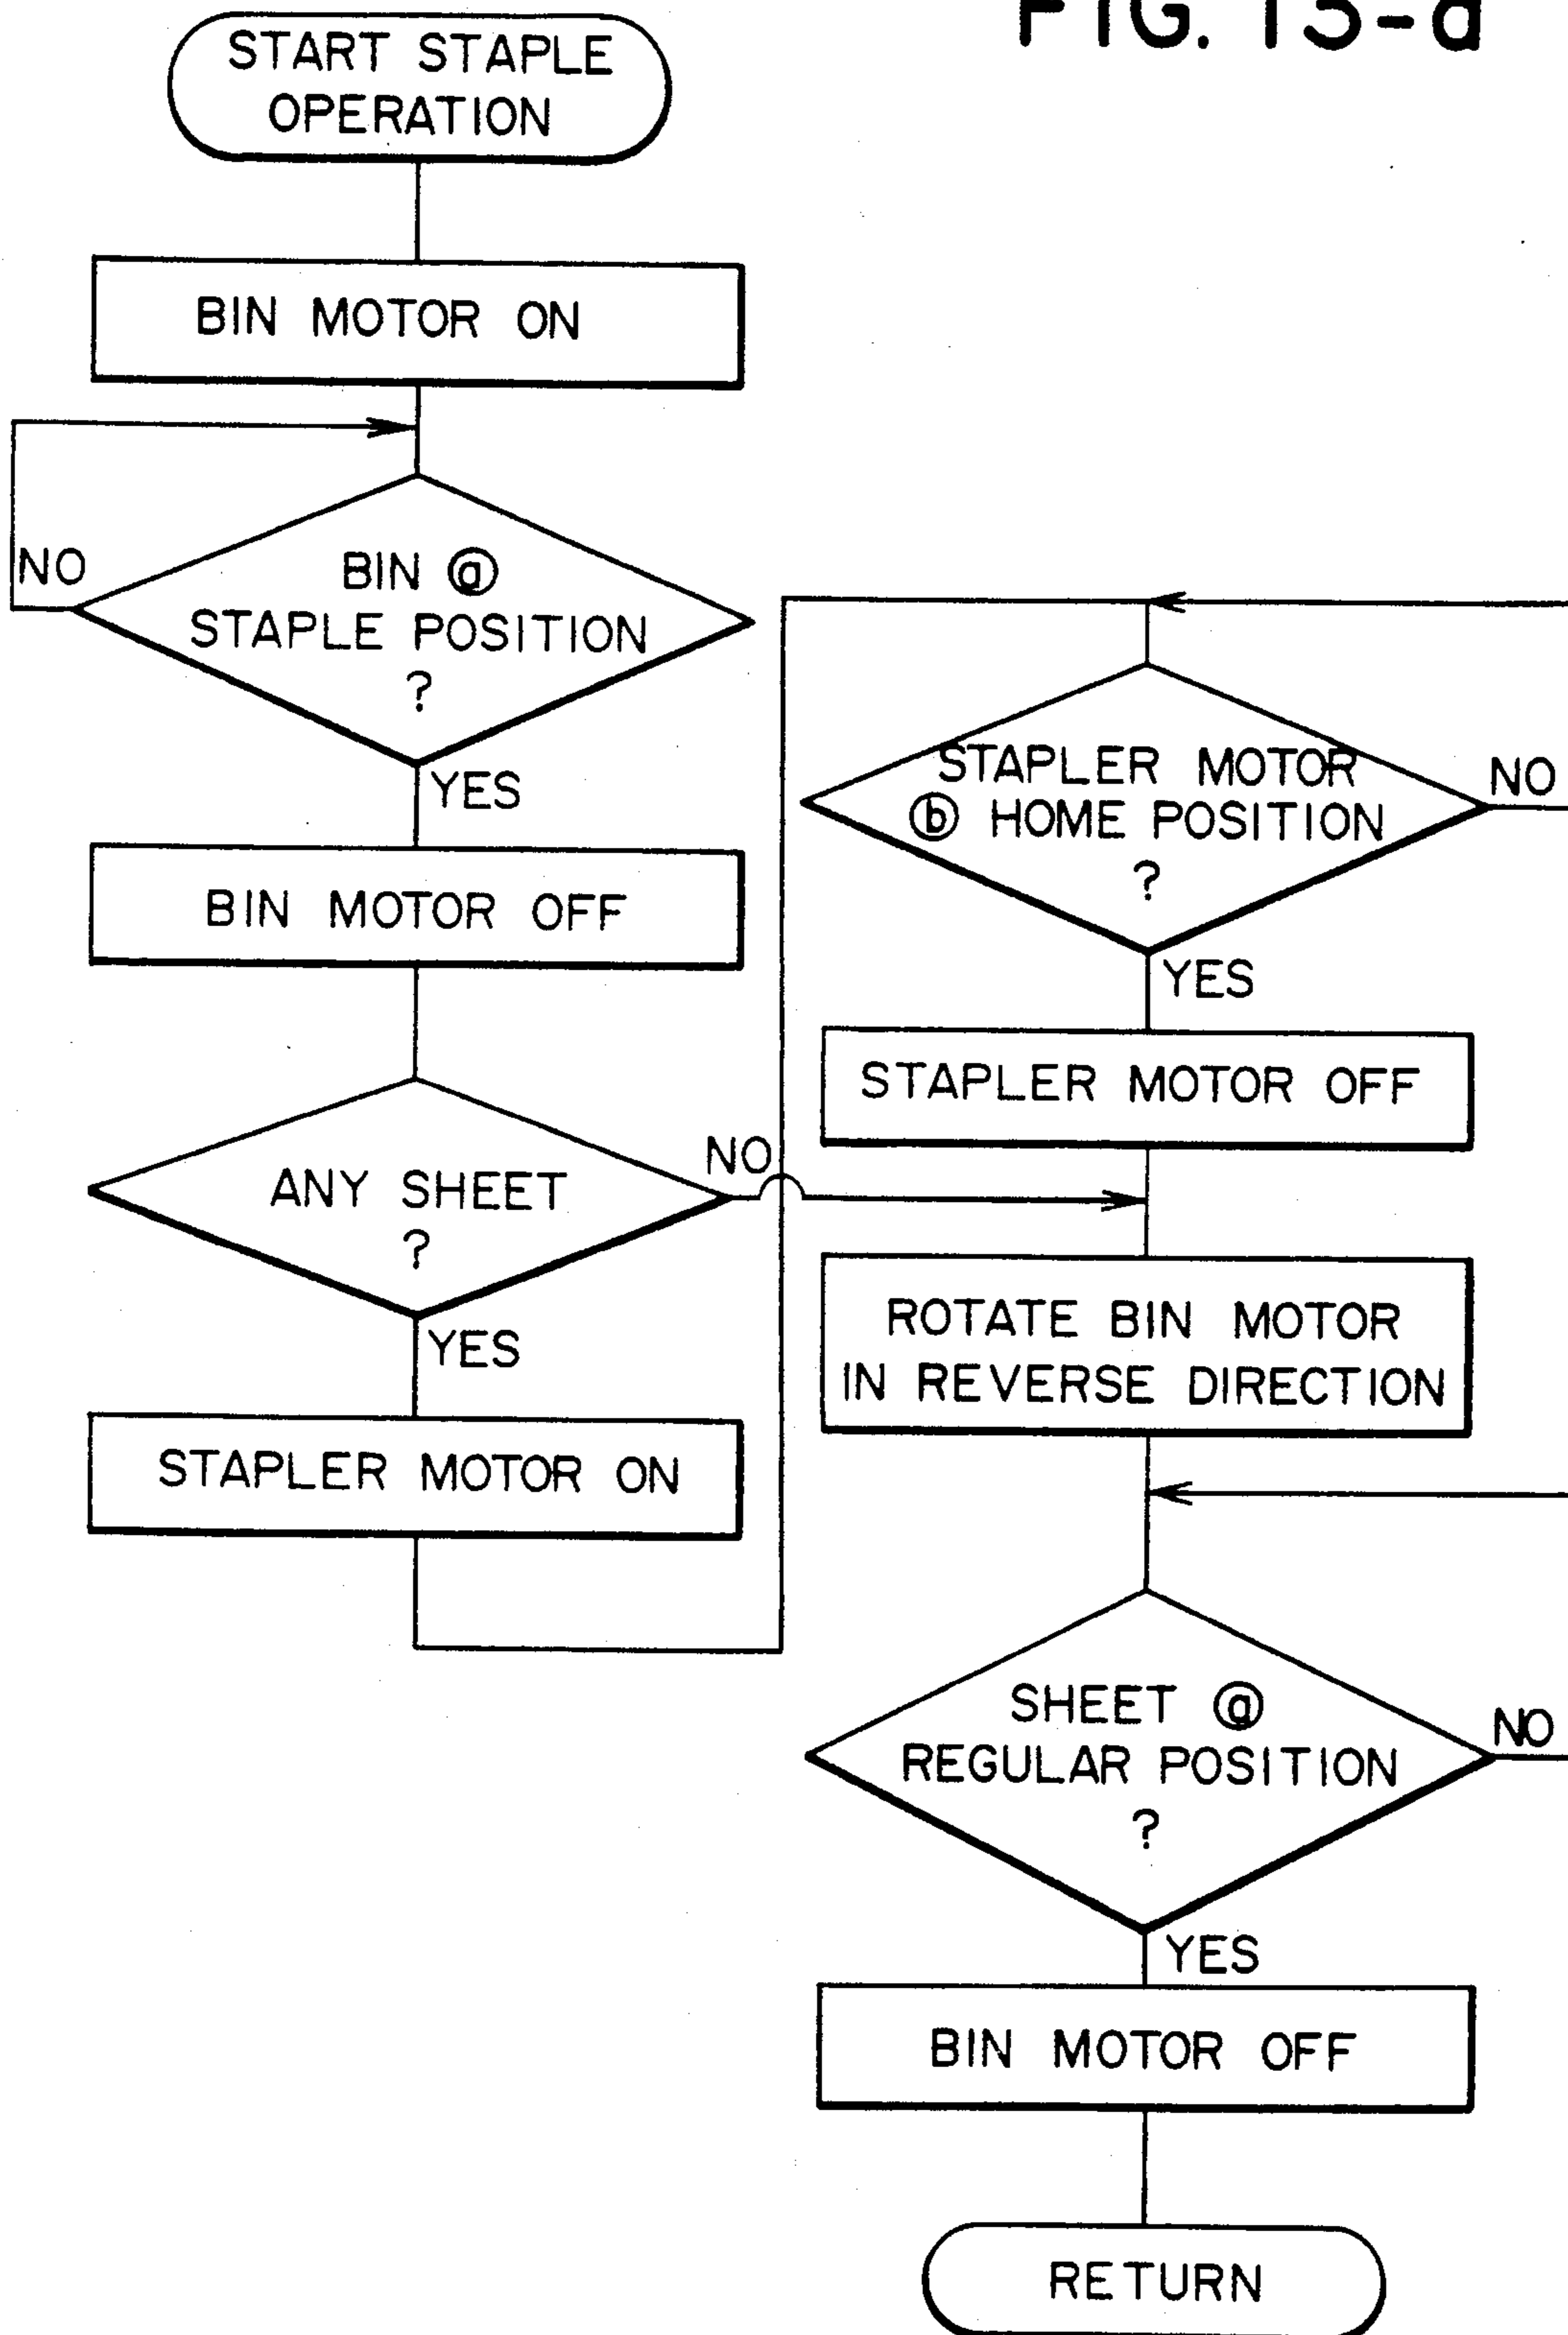 FIG. 13-a
START STAPLE
OPERATION
BIN MOTOR ON
BIN ⓐ
STAPLE POSITION
?
NO
YES
BIN MOTOR OFF
ANY SHEET
?
NO
YES
STAPLER MOTOR ON
STAPLER MOTOR
ⓑ HOME POSITION
?
NO
YES
STAPLER MOTOR OFF
ROTATE BIN MOTOR
IN REVERSE DIRECTION
SHEET ⓐ
REGULAR POSITION
?
NO
YES
BIN MOTOR OFF
RETURN